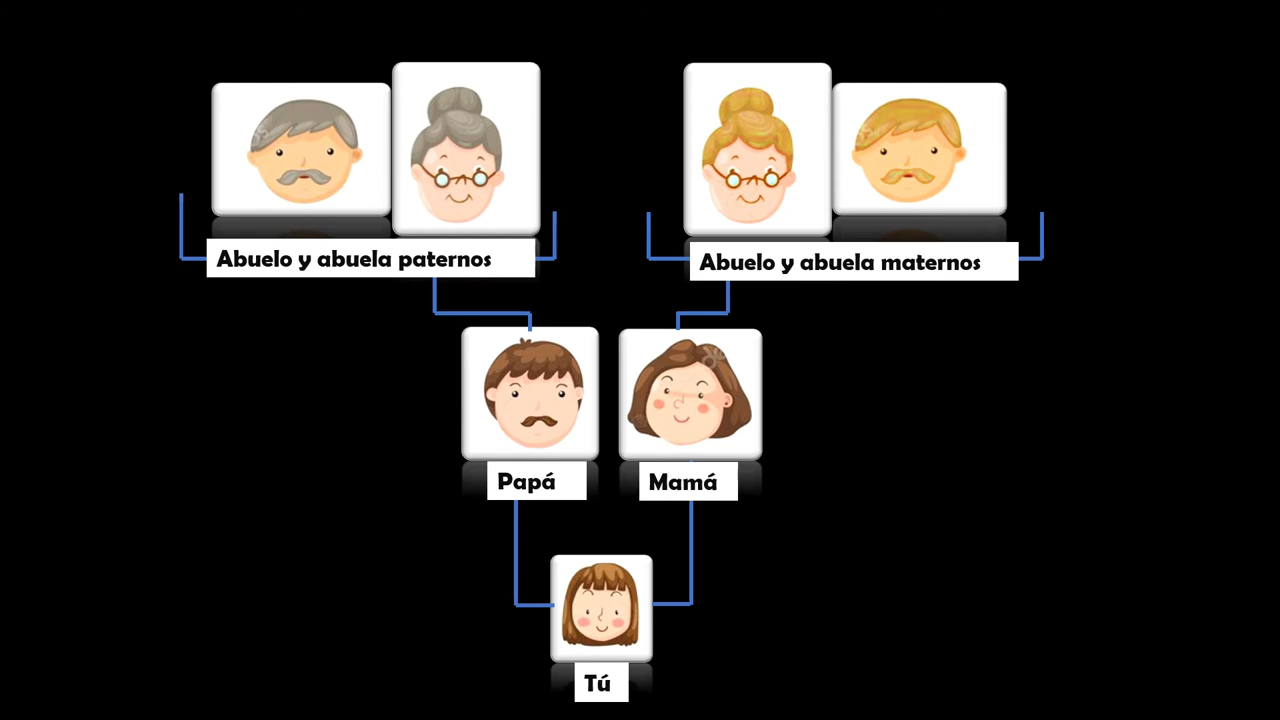 Abuelo y abuela paternos
Abuelo y abuela maternos
Papá
Mamá
Tú